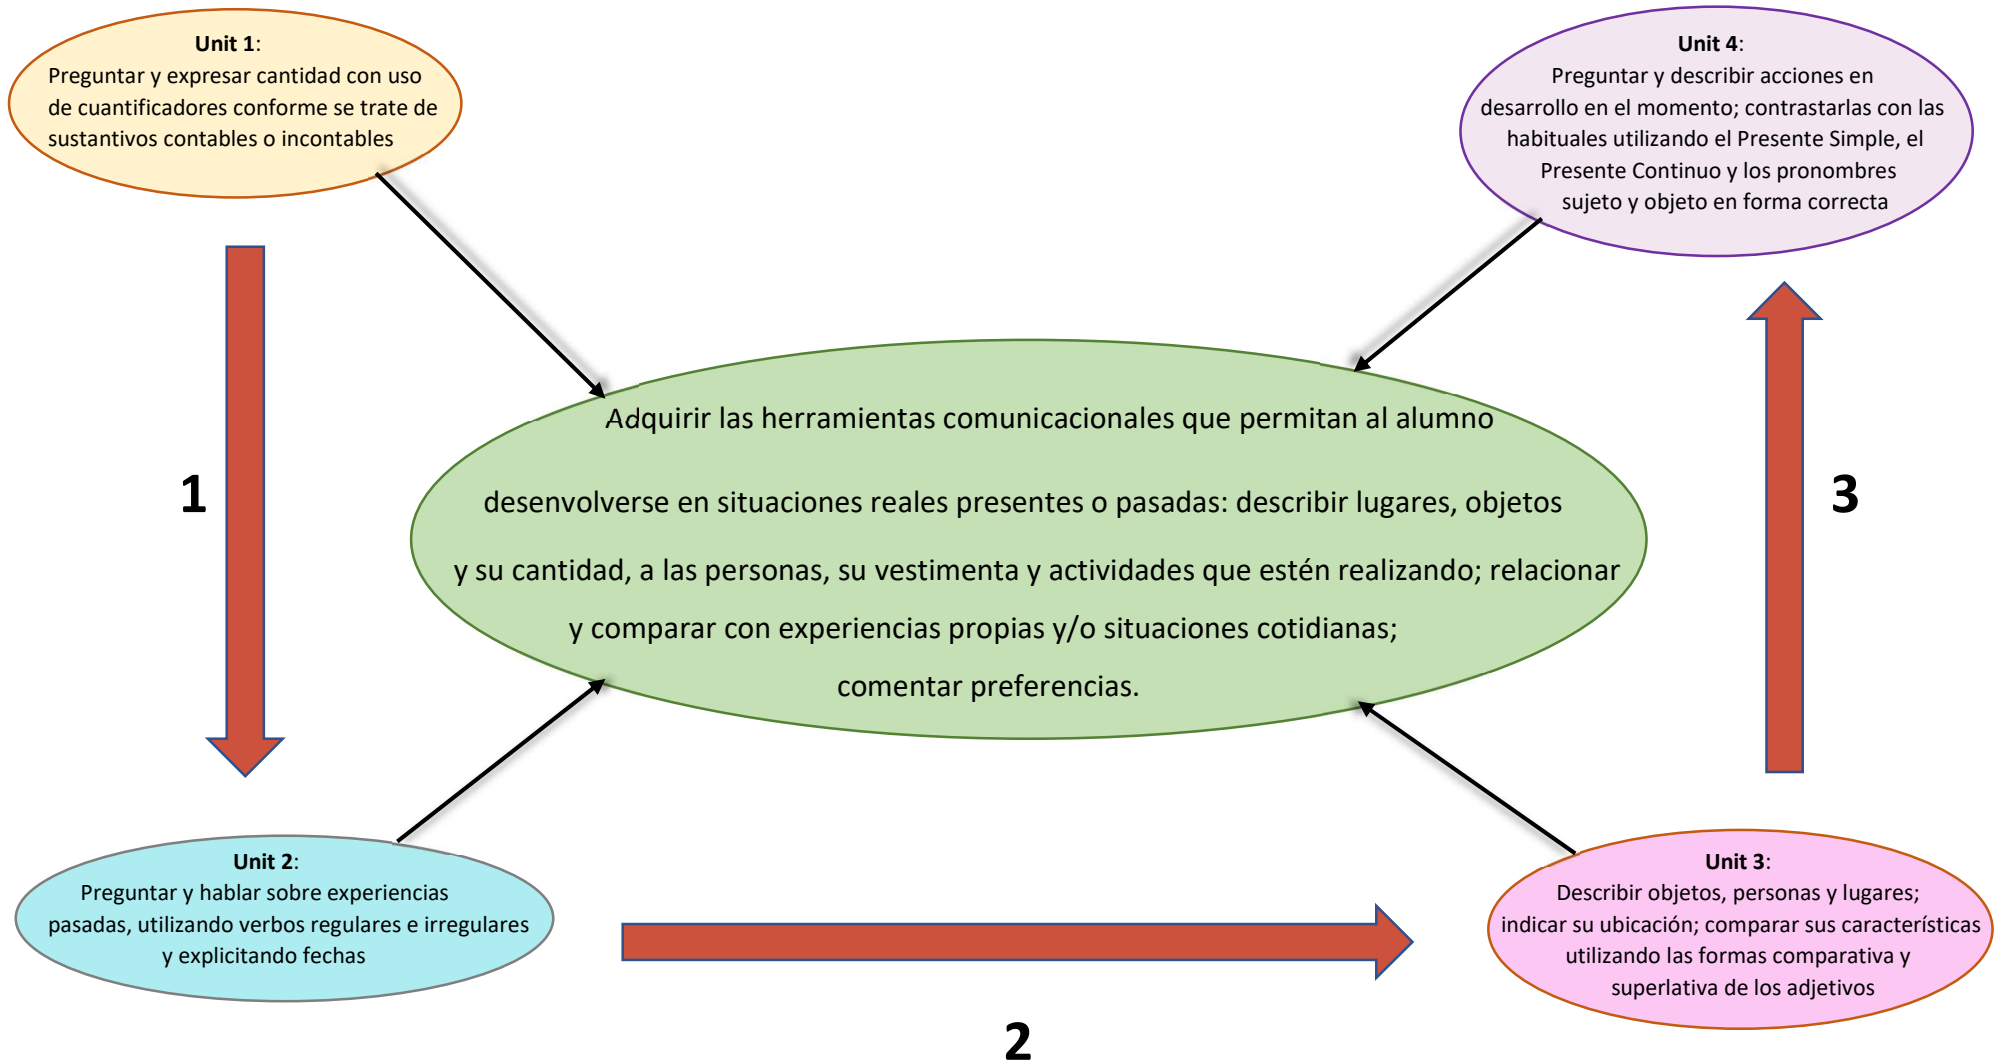 Unit 1:
Preguntar y expresar cantidad con uso
de cuantificadores conforme se trate de
sustantivos contables o incontables
Unit 4:
Preguntar y describir acciones en
desarrollo en el momento; contrastarlas con las
habituales utilizando el Presente Simple, el
Presente Continuo y los pronombres
sujeto y objeto en forma correcta
Adquirir las herramientas comunicacionales que permitan al alumno
desenvolverse en situaciones reales presentes o pasadas: describir lugares, objetos
y su cantidad, a las personas, su vestimenta y actividades que estén realizando; relacionar
y comparar con experiencias propias y/o situaciones cotidianas;
comentar preferencias.
1
3
Unit 2:
Preguntar y hablar sobre experiencias
pasadas, utilizando verbos regulares e irregulares
y explicitando fechas
Unit 3:
Describir objetos, personas y lugares;
indicar su ubicación; comparar sus características
utilizando las formas comparativa y
superlativa de los adjetivos
2